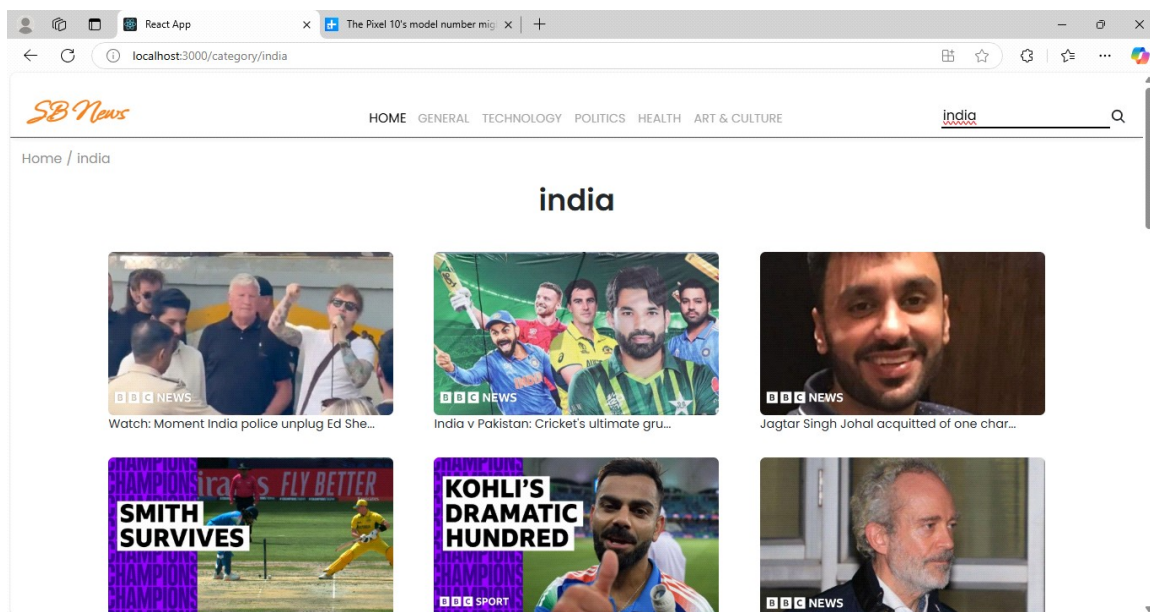 React App
The Pixel 10's model number mig
localhost:3000/category/india
SB News
HOME GENERAL TECHNOLOGY POLITICS HEALTH ART & CULTURE
india
Home / india
india
BBC NEWS
BBC NEWS
BBC NEWS
Watch: Moment India police unplug Ed She...
India v Pakistan: Cricket's ultimate gru...
Jagtar Singh Johal acquitted of one char...
CHAMPIONS
FLY BETTER
SMITH
SURVIVES
CHAMPIONS
KOHLI'S
DRAMATIC
HUNDRED
BBC SPORT
BBC NEWS